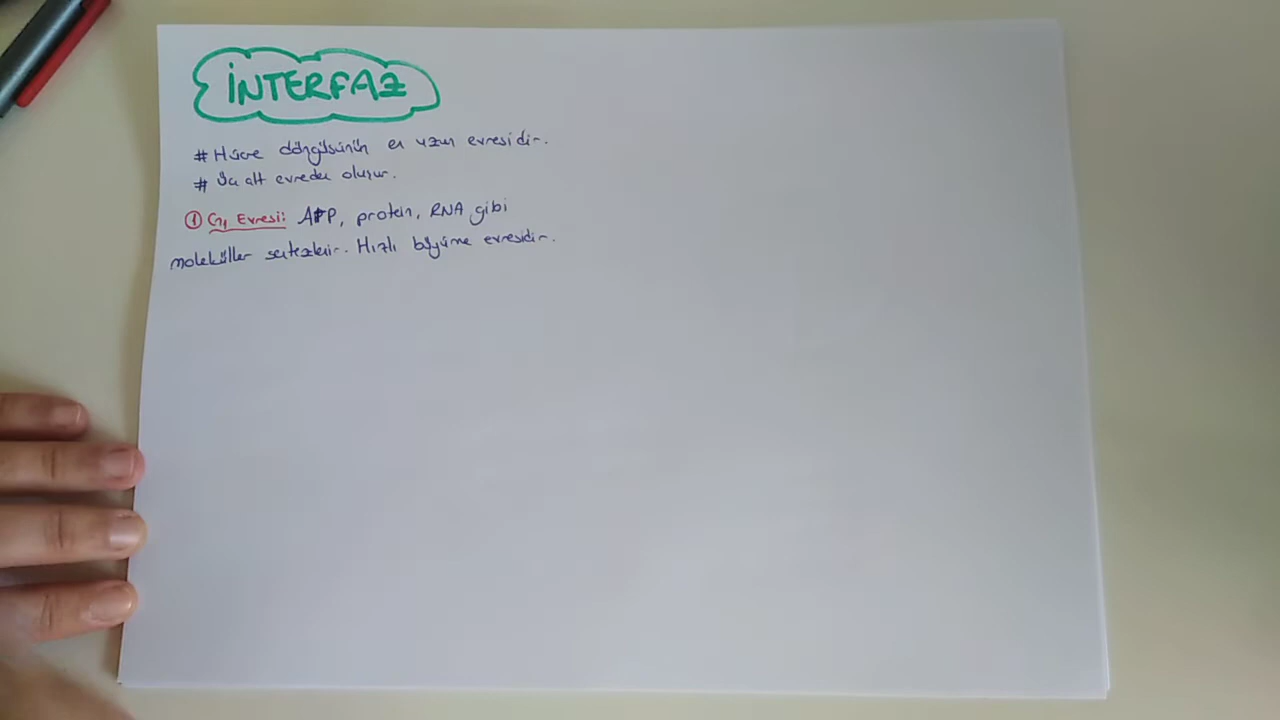 İNTERFAZ
# Hücre döngüsünün en uzun evresidir.
# Üç alt evreden oluşur.
① G₁ Evresi: ATP, protein, RNA gibi
moleküller sentezlenir. Hızlı büyüme evresidir.